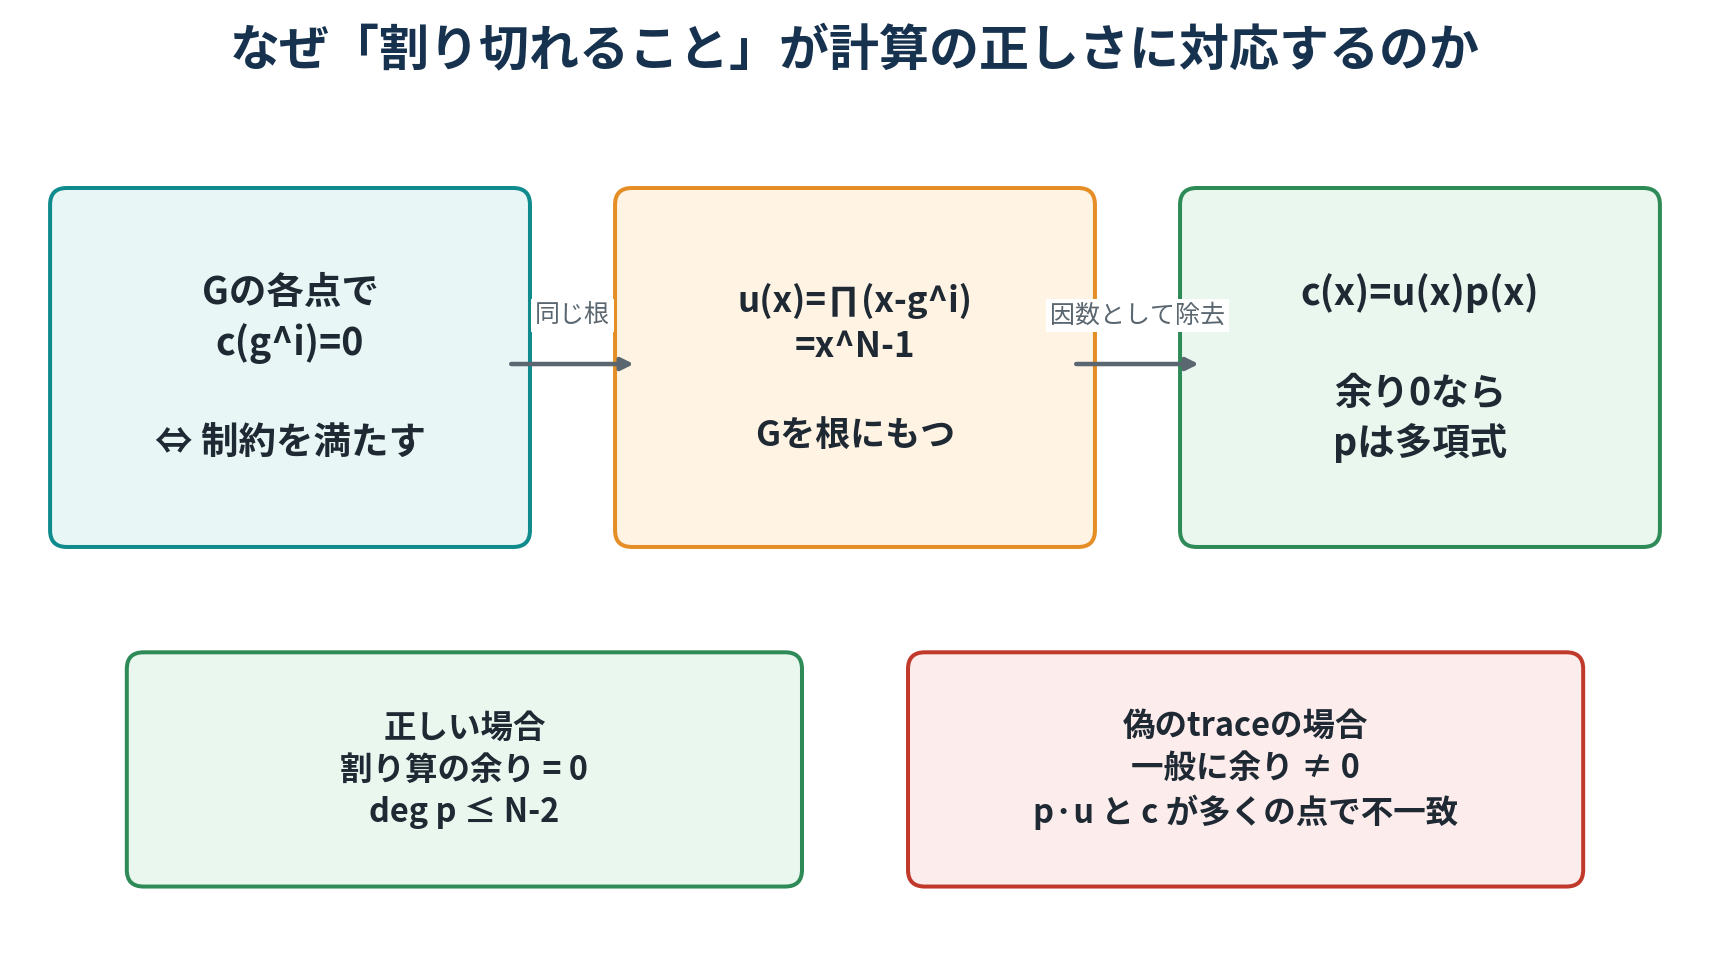 なぜ「割り切れること」が計算の正しさに対応するのか
Gの各点で
c(g^i)=0
⇔ 制約を満たす
同じ根
u(x)=∏(x-g^i)
=x^N-1
Gを根にもつ
因数として除去
c(x)=u(x)p(x)
余り0なら
pは多項式
正しい場合
割り算の余り = 0
deg p ≤ N-2
偽のtraceの場合
一般に余り ≠ 0
p·u と c が多くの点で不一致